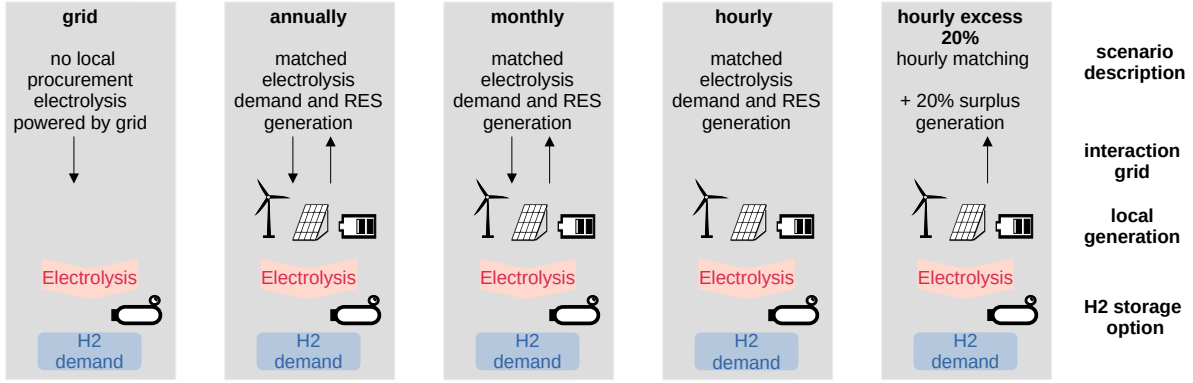 grid
no local
procurement
electrolysis
powered by grid
Electrolysis
H2
demand
annually
matched
electrolysis
demand and RES
generation
Electrolysis
H2
demand
monthly
matched
electrolysis
demand and RES
generation
Electrolysis
H2
demand
hourly
matched
electrolysis
demand and RES
generation
Electrolysis
H2
demand
hourly excess
20%
hourly matching
+ 20% surplus
generation
Electrolysis
H2
demand
scenario
description
interaction
grid
local
generation
H2 storage
option